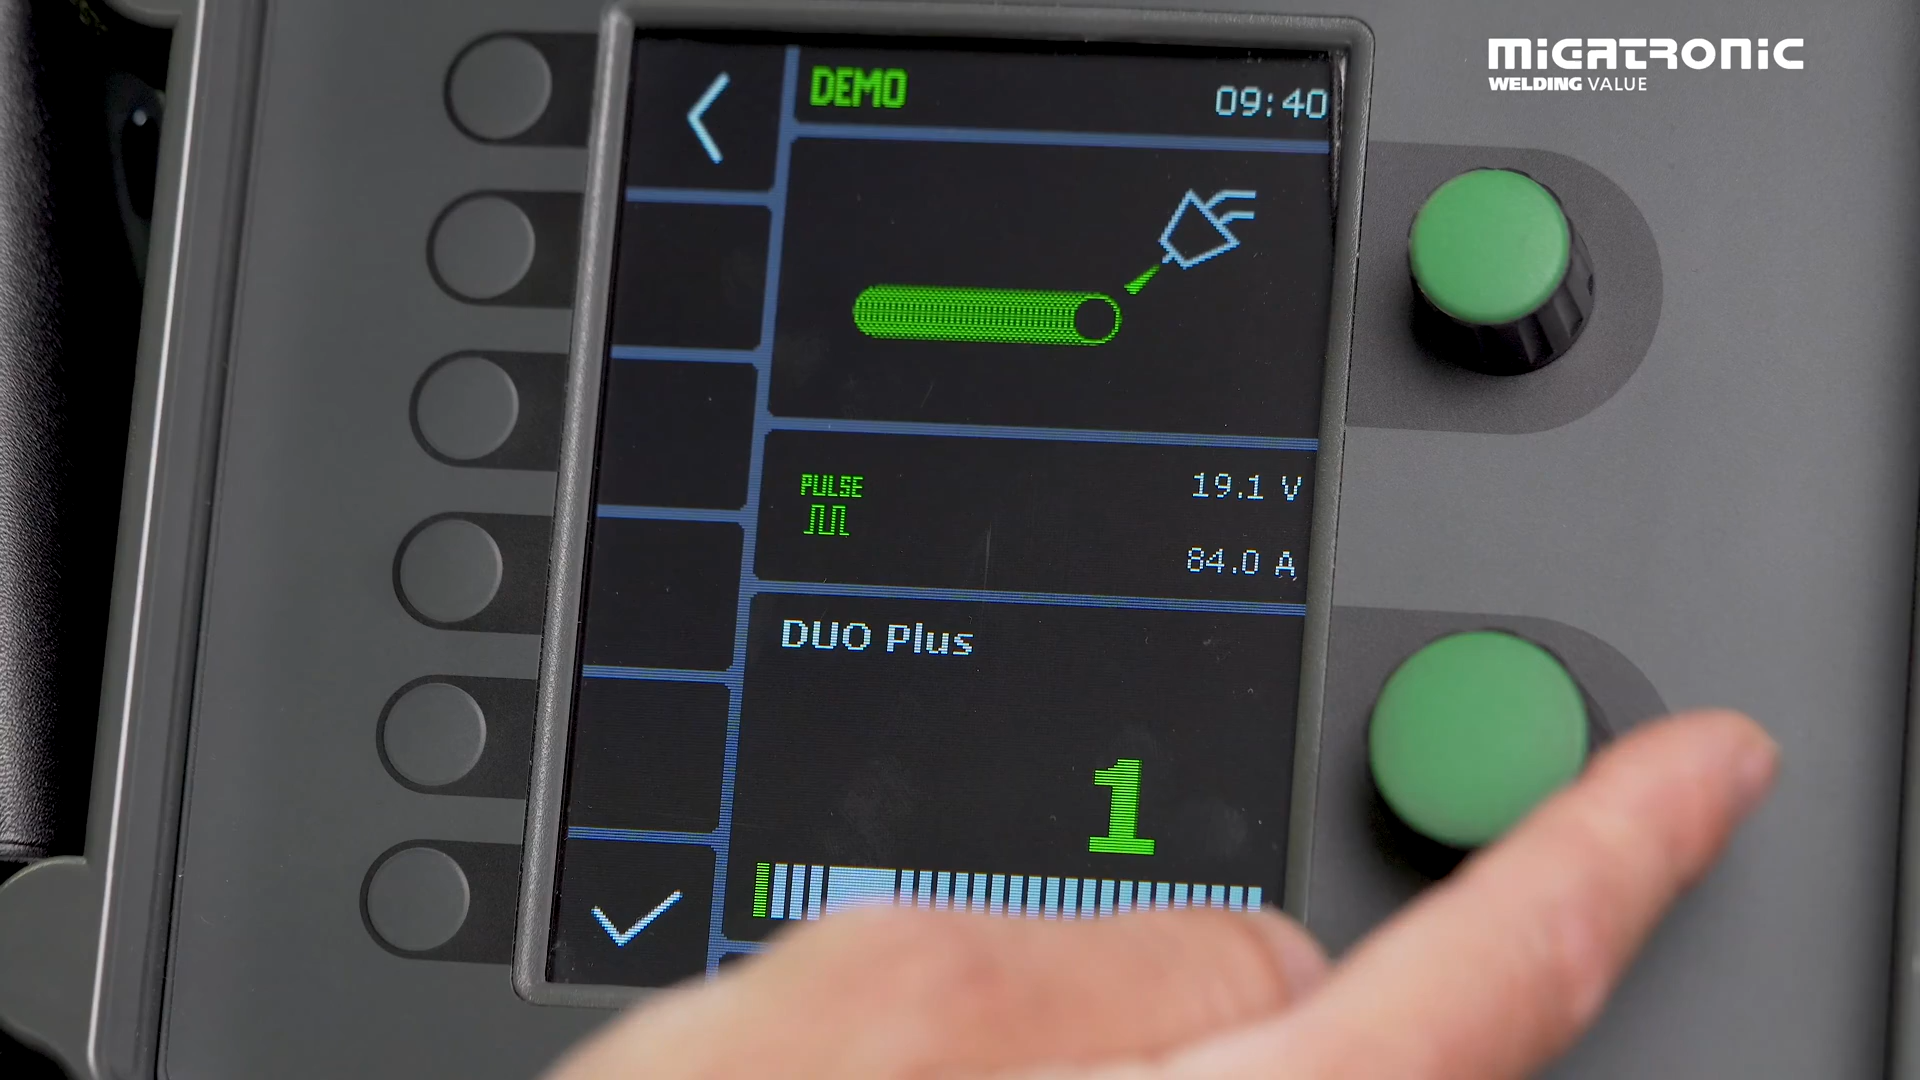 MIGATRONIC
WELDING VALUE
DEMO
09:40
PULSE
19.1 V
84.0 A
DUO Plus
1